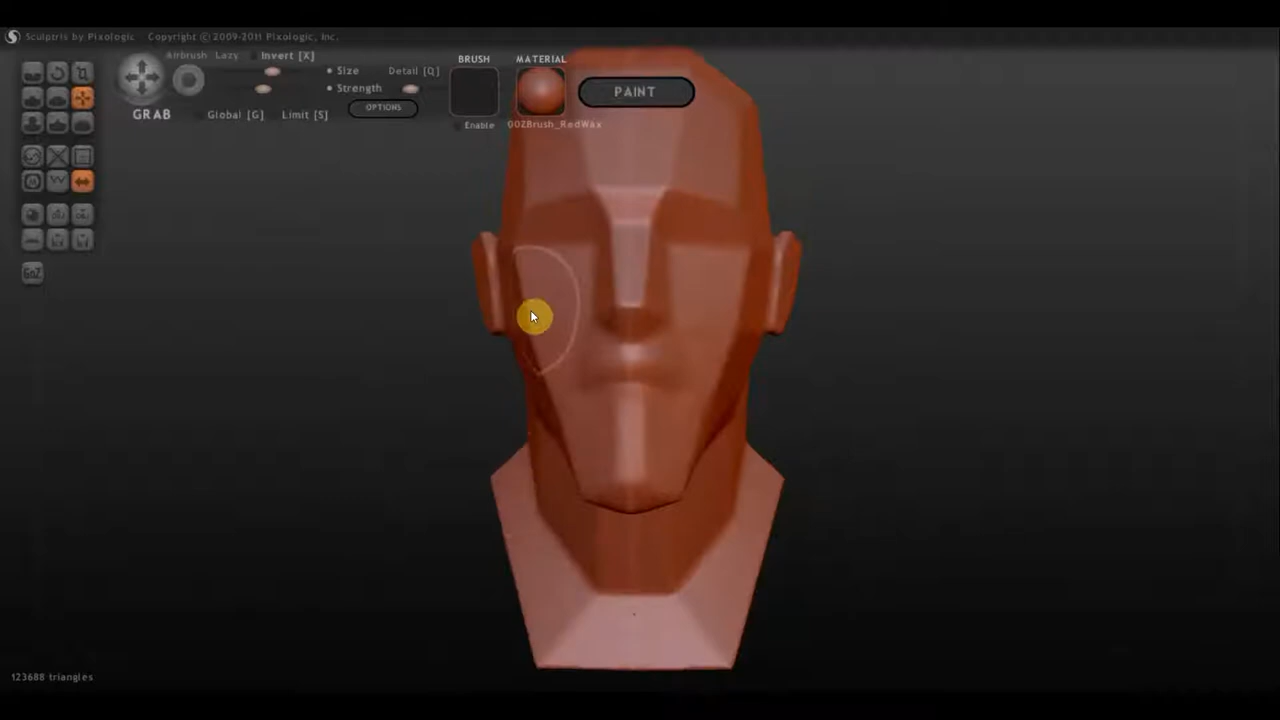 Sculptris by Pixologic   Copyright © 2009-2011 Pixologic, Inc.
Airbrush Lazy Invert [X]
GRAB
Size Detail [Q]
Strength
OPTIONS
Global [G] Limit [S]
BRUSH
Enable
MATERIAL
00ZBrush_RedWax
PAINT
GoZ
123688 triangles